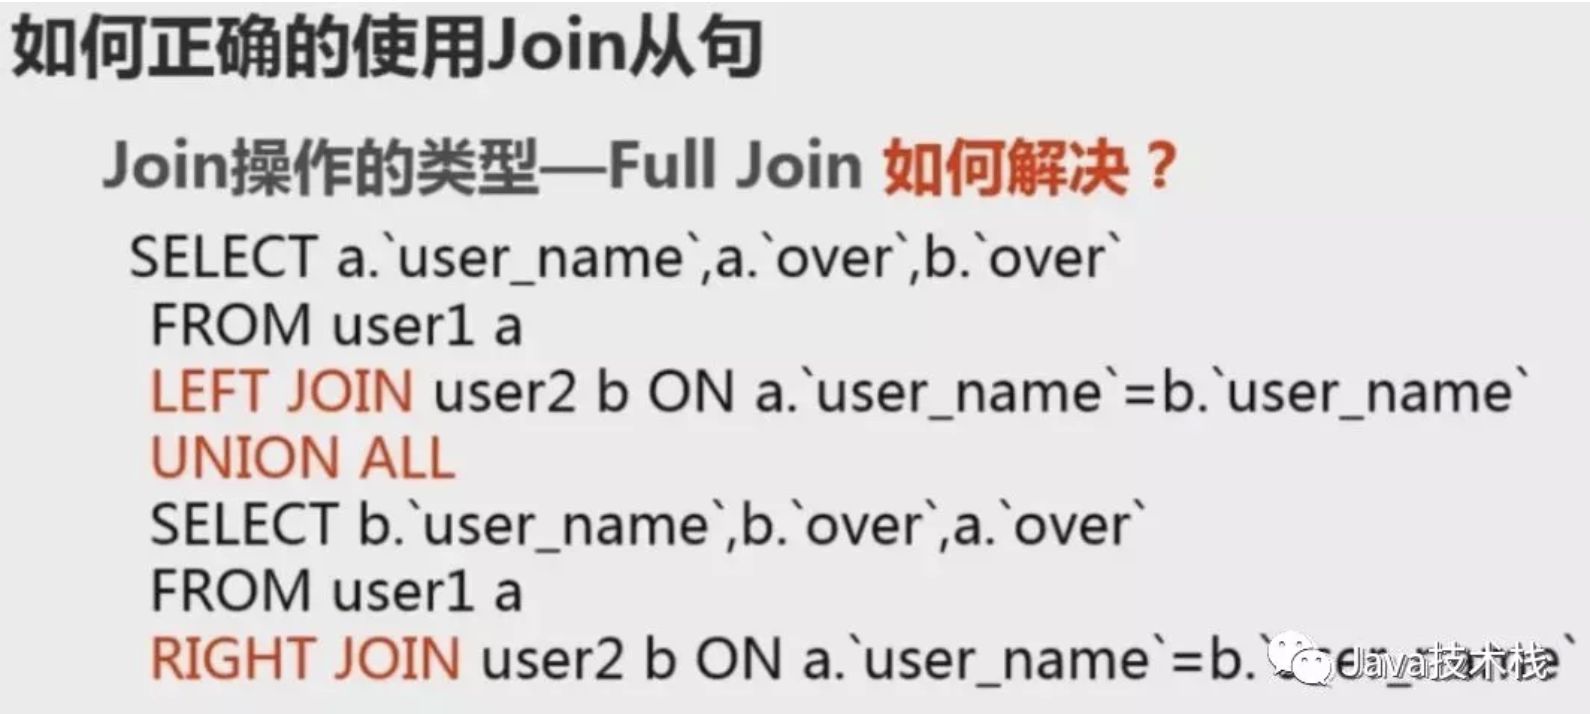 如何正确的使用Join从句
Join操作的类型—Full Join 如何解决？
SELECT a.`user_name`,a.`over`,b.`over`
FROM user1 a
LEFT JOIN user2 b ON a.`user_name`=b.`user_name`
UNION ALL
SELECT b.`user_name`,b.`over`,a.`over`
FROM user1 a
RIGHT JOIN user2 b ON a.`user_name`=b.`user_name`
Java技术栈